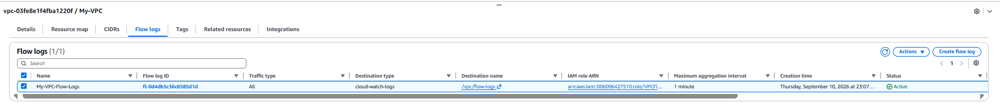 vpc-03fe8e1f4fba1220f / My-VPC
Details Resource map CIDRs Flow logs Tags Related resources Integrations
Flow logs (1/1) Actions Create flow log
Search 1
Name Flow log ID Traffic type Destination type Destination name IAM role ARN Maximum aggregation interval Creation time Status
My-VPC-Flow-Logs fl-0d4db5c36c6585d1d All cloud-watch-logs /vpc/flow-logs arn:aws:iam::006096427510:role/VPCFl... 1 minute Thursday, September 10, 2026 at 23:07... Active